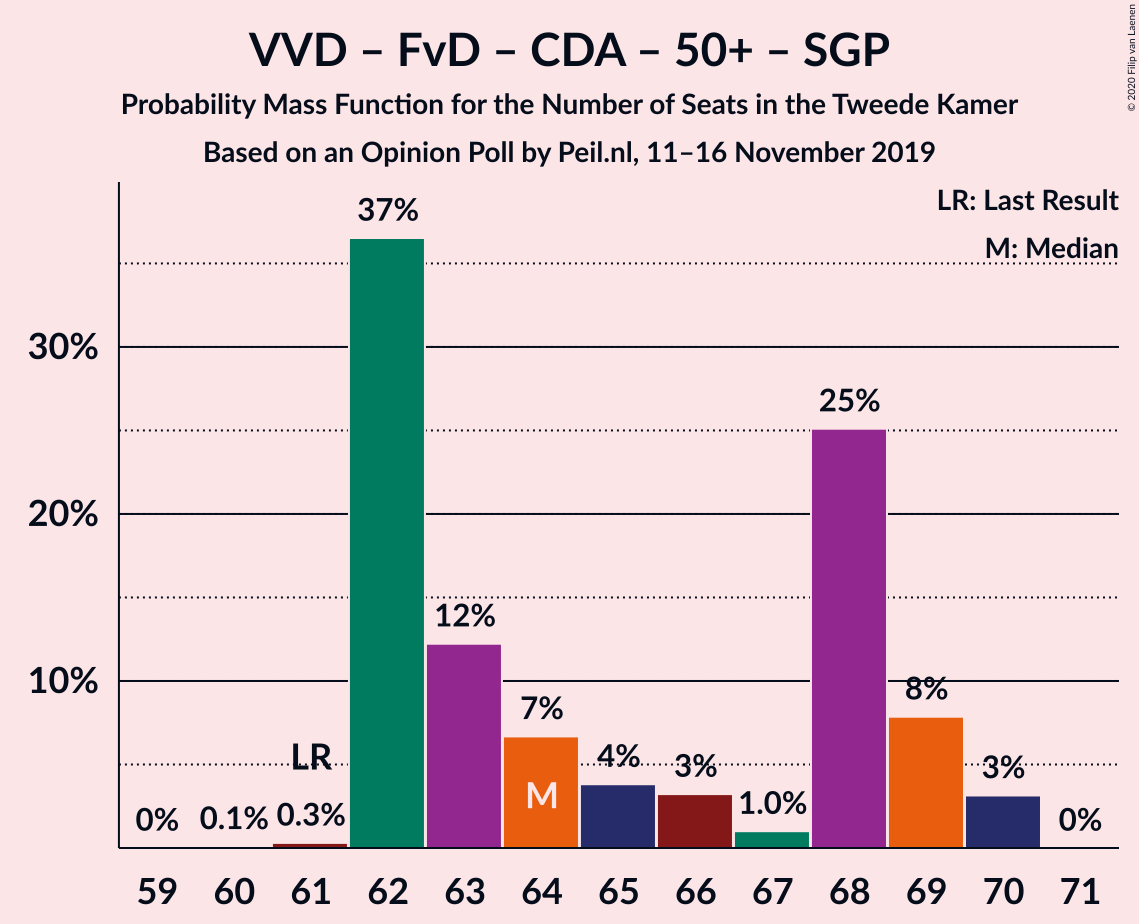 VVD – FvD – CDA – 50+ – SGP
Probability Mass Function for the Number of Seats in the Tweede Kamer
Based on an Opinion Poll by Peil.nl, 11–16 November 2019
© 2020 Filip van Laenen
LR: Last Result
M: Median
30%
20%
10%
0%
0.1%
0.3%
LR
37%
12%
7%
M
4%
3%
1.0%
25%
8%
3%
0%
59 60 61 62 63 64 65 66 67 68 69 70 71